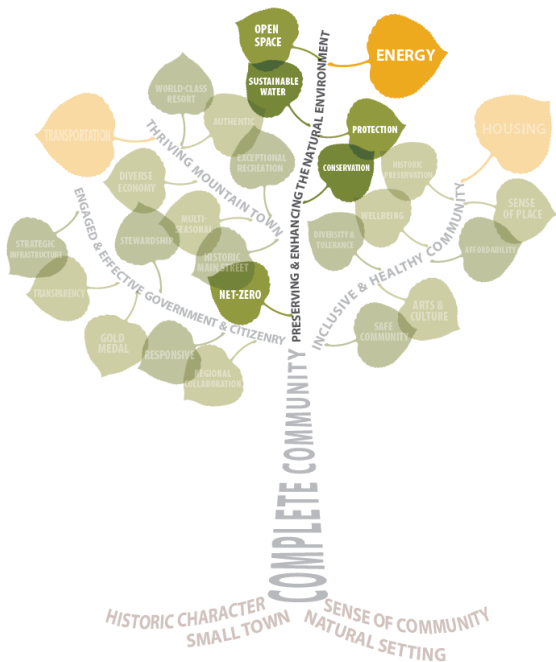 OPEN
SPACE
ENERGY
SUSTAINABLE
WATER
WORLD-CLASS
RESORT
AUTHENTIC
TRANSPORTATION
PROTECTION
HOUSING
EXCEPTIONAL
RECREATION
CONSERVATION
HISTORIC
PRESERVATION
DIVERSE
ECONOMY
THRIVING MOUNTAIN TOWN
PRESERVING & ENHANCING THE NATURAL ENVIRONMENT
MULTI-
SEASONAL
WELLBEING
SENSE
OF PLACE
STRATEGIC
INFRASTRUCTURE
STEWARDSHIP
DIVERSITY &
TOLERANCE
AFFORDABILITY
HISTORIC
MAIN STREET
TRANSPARENCY
NET-ZERO
ENGAGED & EFFECTIVE GOVERNMENT & CITIZENRY
INCLUSIVE & HEALTHY COMMUNITY
ARTS &
CULTURE
GOLD
MEDAL
RESPONSIVE
SAFE
COMMUNITY
REGIONAL
COLLABORATION
COMPLETE COMMUNITY
HISTORIC CHARACTER
SENSE OF COMMUNITY
SMALL TOWN
NATURAL SETTING